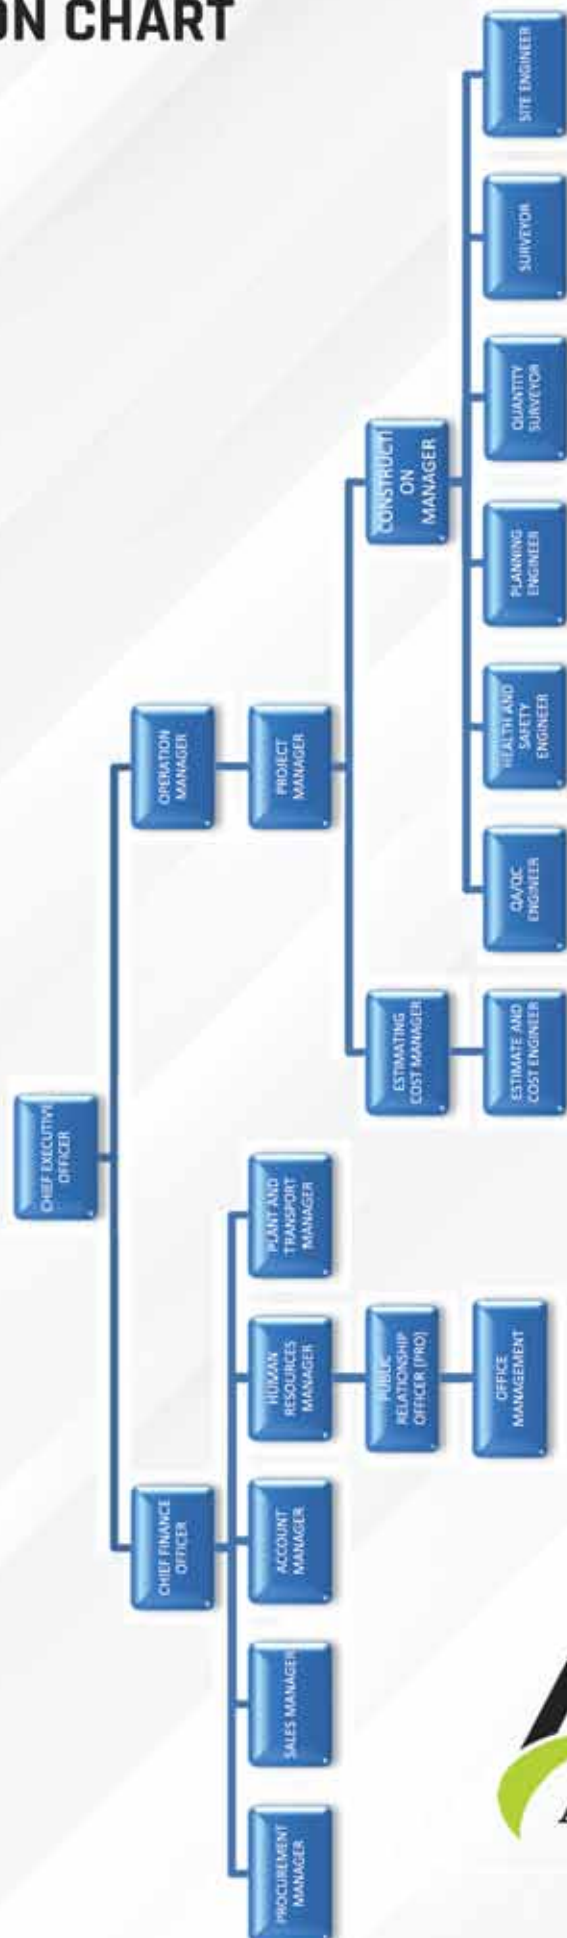 ON CHART
CHIEF EXECUTIVE
OFFICER
CHIEF FINANCE
OFFICER
OPERATION
MANAGER
PROCUREMENT
MANAGER
SALES MANAGER
ACCOUNT
MANAGER
HUMAN
RESOURCES
MANAGER
PLANT AND
TRANSPORT
MANAGER
PROJECT
MANAGER
PUBLIC
RELATIONSHIP
OFFICER (PRO)
ESTIMATING
COST MANAGER
CONSTRUCTI
ON
MANAGER
OFFICE
MANAGEMENT
ESTIMATE AND
COST ENGINEER
QA/QC
ENGINEER
HEALTH AND
SAFETY
ENGINEER
PLANNING
ENGINEER
QUANTITY
SURVEYOR
SURVEYOR
SITE ENGINEER